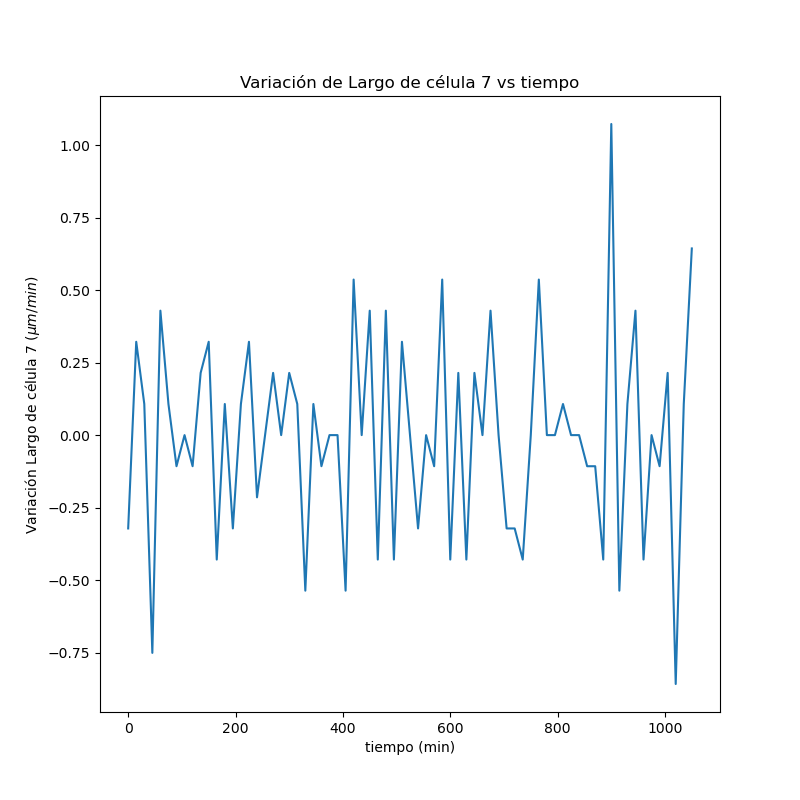 Variación de Largo de célula 7 vs tiempo
1.00
0.75
0.50
0.25
0.00
−0.25
−0.50
−0.75
Variación Largo de célula 7 (μm/min)
0 200 400 600 800 1000
tiempo (min)